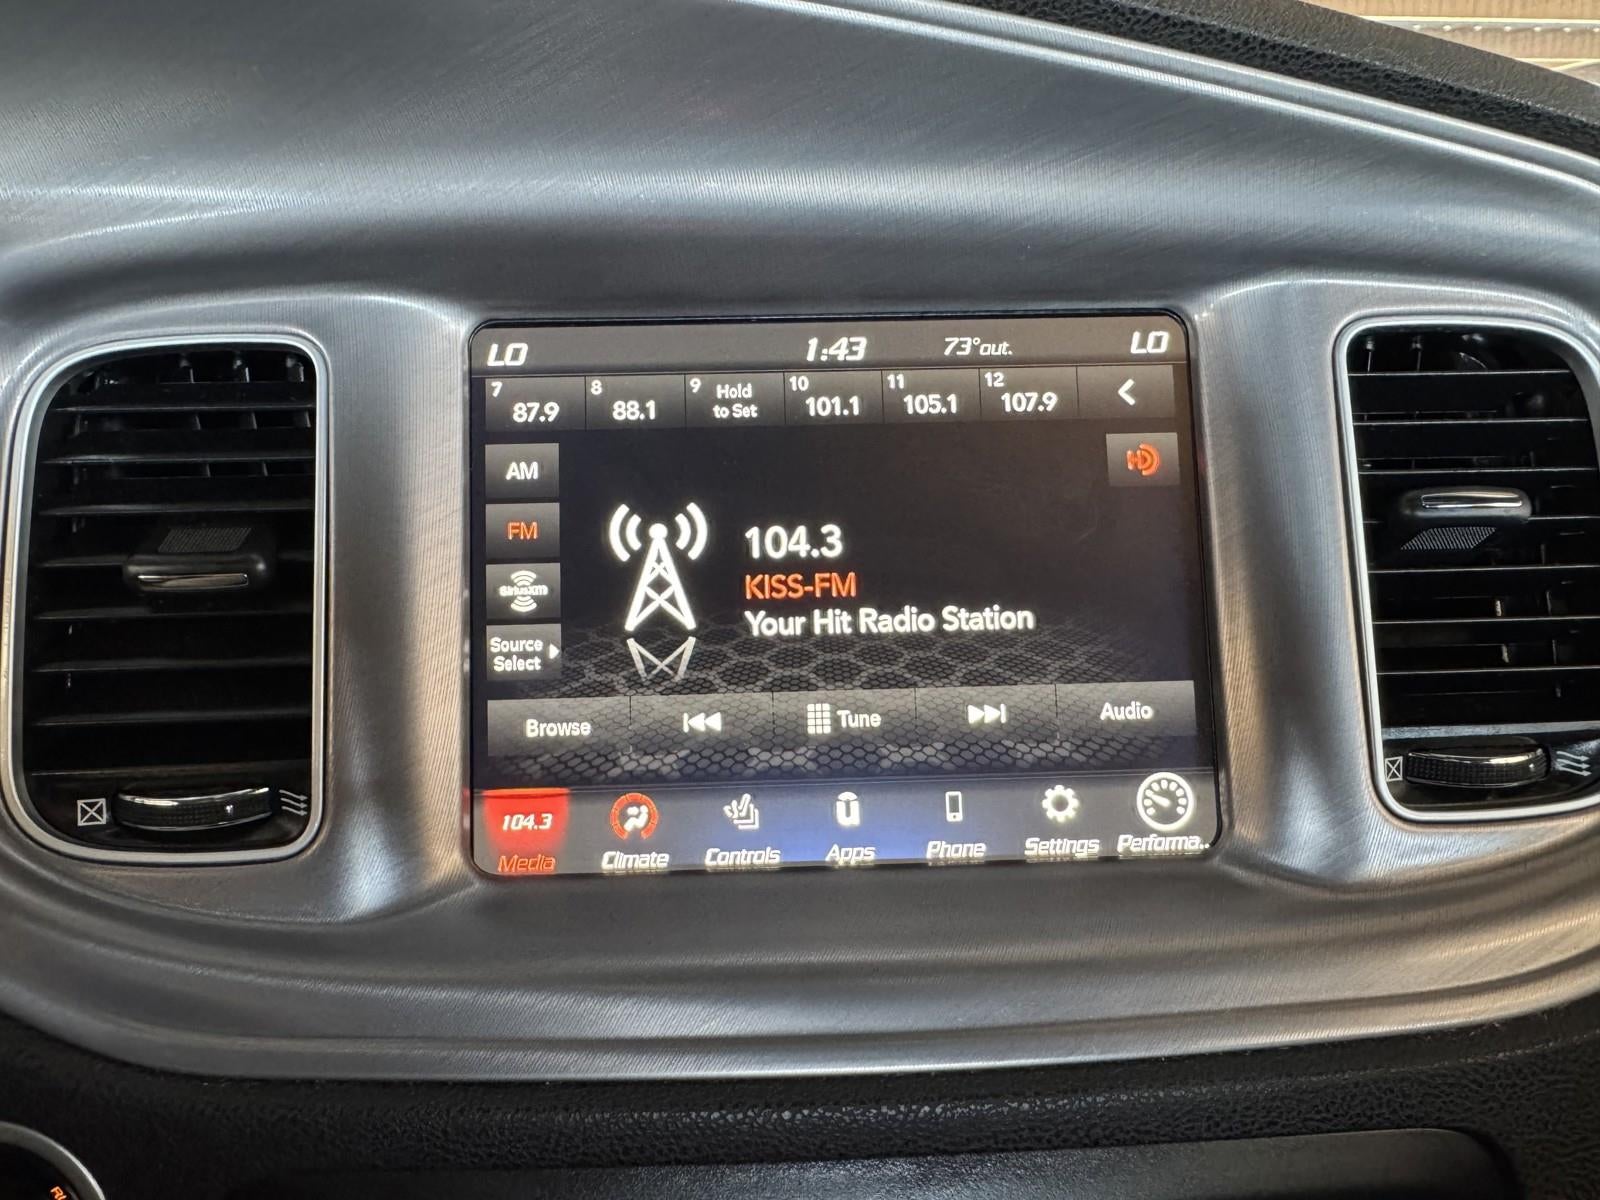 LO 1:43 73°out. LO
7 87.9 8 88.1 9 Hold to Set 10 101.1 11 105.1 12 107.9
AM
HD
FM
104.3
KISS-FM
SiriusXM
Your Hit Radio Station
Source
Select
Browse Tune Audio
104.3
Media Climate Controls Apps Phone Settings Performa..